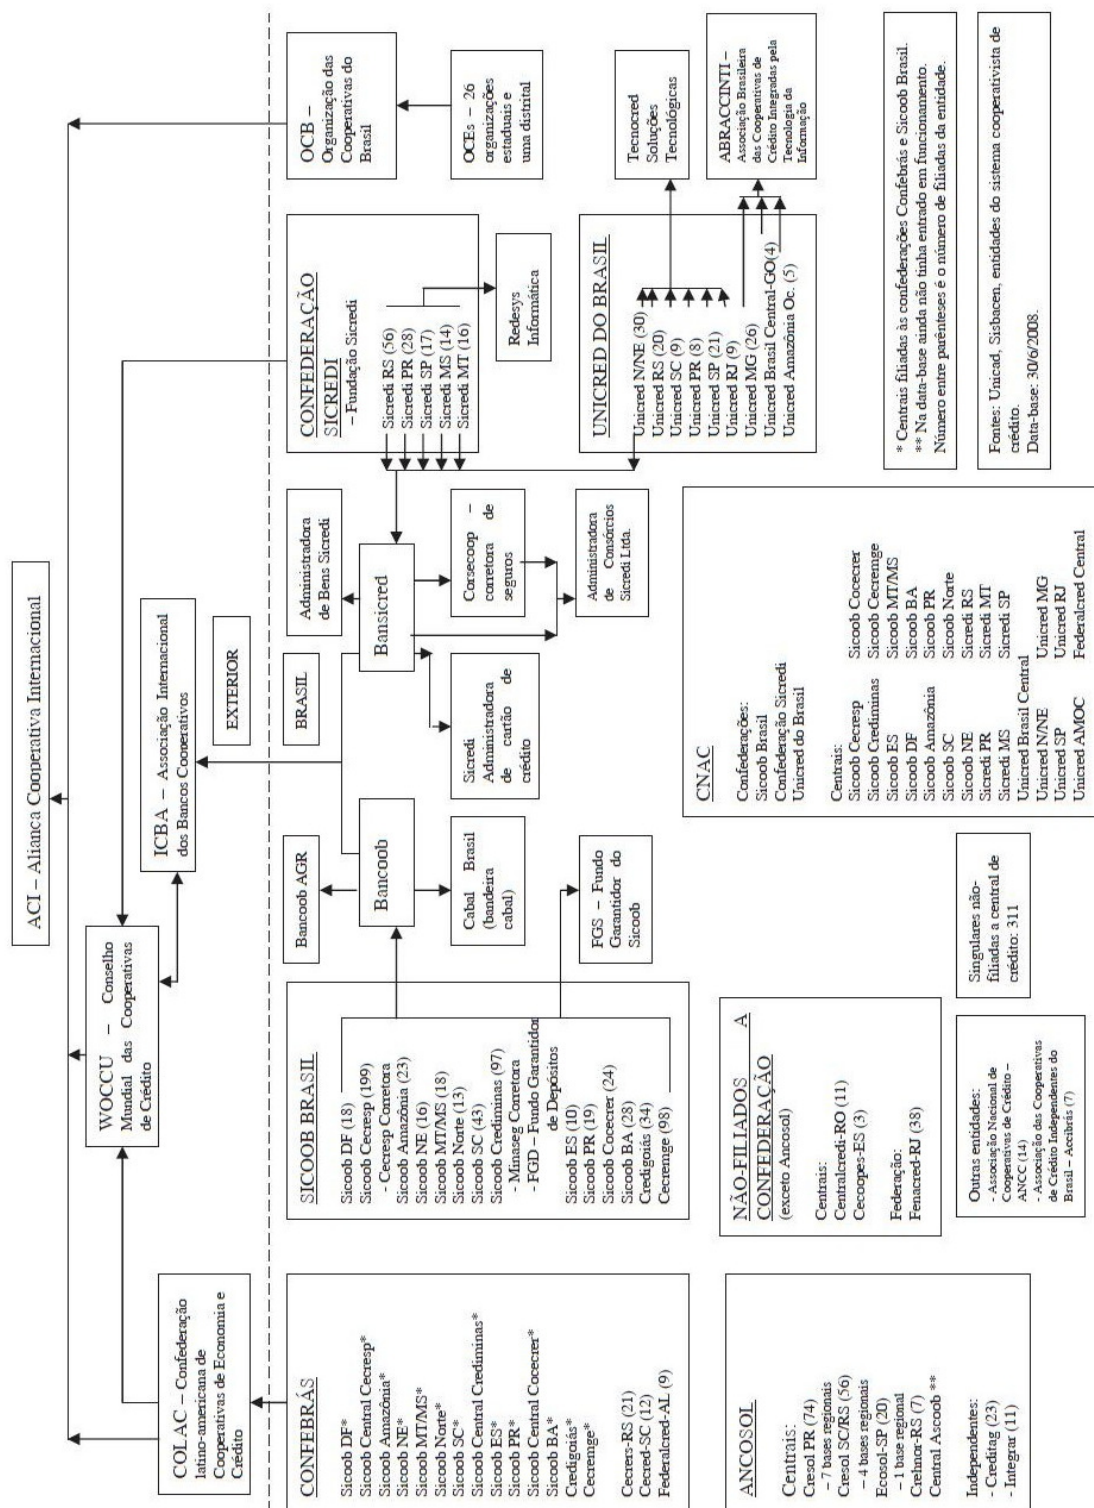 ACI – Alianca Cooperativa Internacional
COLAC – Confederação
latino-americana de
Cooperativas de Economia e
Crédito
WOCCU – Conselho
Mundial das Cooperativas
de Crédito
ICBA – Associação Internacional
dos Bancos Cooperativos
EXTERIOR
BRASIL
CONFEBRÁS
Sicoob DF*
Sicoob Central Cecresp*
Sicoob Amazônia*
Sicoob NE*
Sicoob MT/MS*
Sicoob Norte*
Sicoob SC*
Sicoob Central Crediminas*
Sicoob ES*
Sicoob PR*
Sicoob Central Cocecrer*
Sicoob BA*
Credigoiás*
Cecremge*
Cecrers-RS (21)
Cecred-SC (12)
Federalcred-AL (9)
SICOOB BRASIL
Sicoob DF (18)
Sicoob Cecresp (199)
- Cecresp Corretora
Sicoob Amazônia (23)
Sicoob NE (16)
Sicoob MT/MS (18)
Sicoob Norte (13)
Sicoob SC (43)
Sicoob Crediminas (97)
- Minaseg Corretora
- FGD – Fundo Garantidor
de Depósitos
Sicoob ES (10)
Sicoob PR (19)
Sicoob Cocecrer (24)
Sicoob BA (28)
Credigoiás (34)
Cecremge (98)
Bancoob AGR
Bancoob
Cabal Brasil
(bandeira
cabal)
FGS – Fundo
Garantidor do
Sicoob
Administradora
de Bens Sicredi
Bansicred
Sicredi
Administradora
de cartão de
crédito
Corsecoop –
corretora de
seguros
Administradora
de Consórcios
Sicredi Ltda.
CONFEDERAÇÃO
SICREDI
– Fundação Sicredi
Sicredi RS (56)
Sicredi PR (28)
Sicredi SP (17)
Sicredi MS (14)
Sicredi MT (16)
Redesys
Informática
OCB –
Organização das
Cooperativas do
Brasil
OCEs – 26
organizações
estaduais e
uma distrital
UNICRED DO BRASIL
Unicred N/NE (30)
Unicred RS (20)
Unicred SC (9)
Unicred PR (8)
Unicred SP (21)
Unicred RJ (9)
Unicred MG (26)
Unicred Brasil Central-GO(4)
Unicred Amazônia Oc. (5)
Tecnocred
Soluções
Tecnológicas
ABRACCINTI –
Associação Brasileira
das Cooperativas de
Crédito Integradas pela
Tecnologia da
Informação
ANCOSOL
Centrais:
Cresol PR (74)
– 7 bases regionais
Cresol SC/RS (56)
– 4 bases regionais
Ecosol-SP (20)
– 1 base regional
Crehnor-RS (7)
Central Ascoob **
Independentes:
- Creditag (23)
- Integrar (11)
NÃO-FILIADOS A
CONFEDERAÇÃO
(exceto Ancosol)
Centrais:
Centralcredi-RO (11)
Cecoopes-ES (3)
Federação:
Fenacred-RJ (38)
Outras entidades:
- Associação Nacional de
Cooperativas de Crédito –
ANCC (14)
- Associação das Cooperativas
de Crédito Independentes do
Brasil – Accibrás (7)
Singulares não-
filiadas a central de
crédito: 311
CNAC
Confederações:
Sicoob Brasil
Confederação Sicredi
Unicred do Brasil
Centrais:
Sicoob Cecresp Sicoob Cocecrer
Sicoob Crediminas Sicoob Cecremge
Sicoob ES Sicoob MT/MS
Sicoob DF Sicoob BA
Sicoob Amazônia Sicoob PR
Sicoob SC Sicoob Norte
Sicoob NE Sicredi RS
Sicredi PR Sicredi MT
Sicredi MS Sicredi SP
Unicred Brasil Central
Unicred N/NE Unicred MG
Unicred SP Unicred RJ
Unicred AMOC Federalcred Central
* Centrais filiadas às confederações Confebrás e Sicoob Brasil.
** Na data-base ainda não tinha entrado em funcionamento.
Número entre parênteses é o número de filiadas da entidade.
Fontes: Unicad, Sisbacen, entidades do sistema cooperativista de
crédito.
Data-base: 30/6/2008.